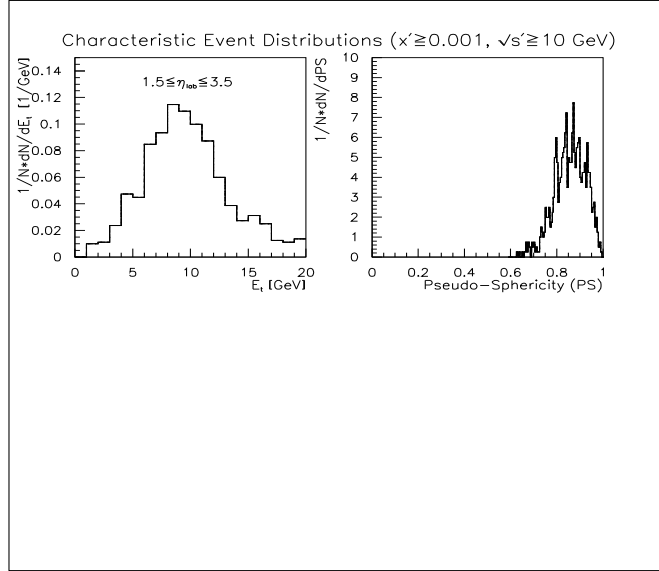 Characteristic Event Distributions (x′≧0.001, √s′≧10 GeV)
1/N*dN/dEt [1/GeV]
0.14
0.12
0.1
0.08
0.06
0.04
0.02
0
1.5≦ηlab≦3.5
0 5 10 15 20
Et [GeV]
1/N*dN/dPS
10
9
8
7
6
5
4
3
2
1
0
0 0.2 0.4 0.6 0.8 1
Pseudo-Sphericity (PS)